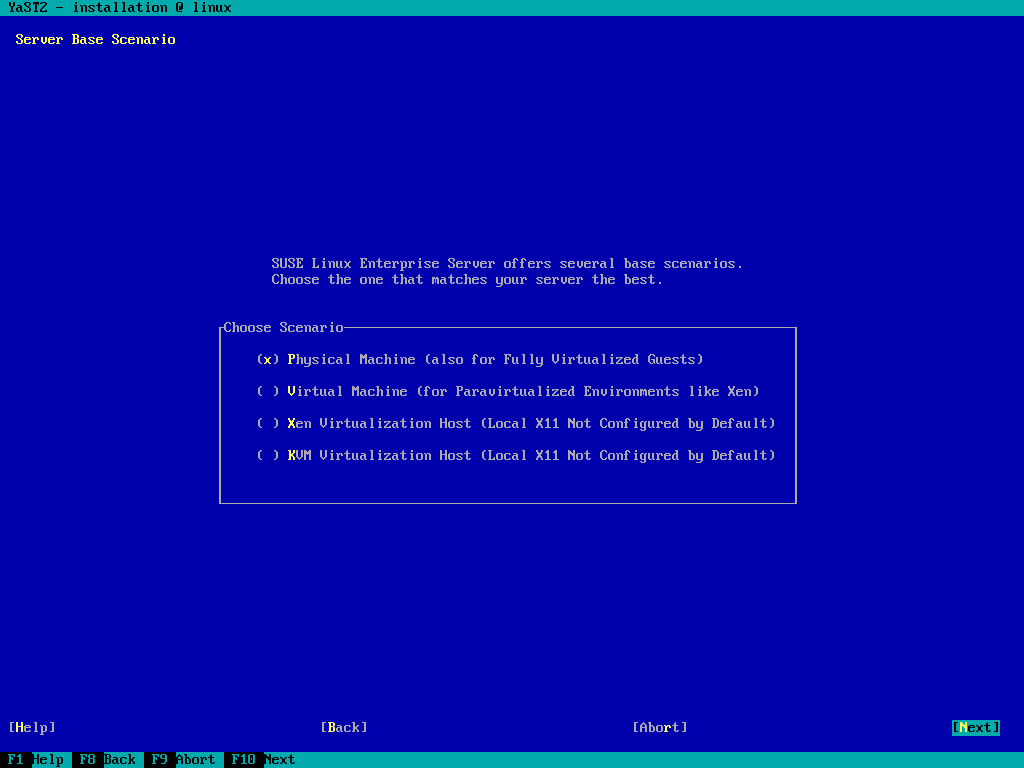 YaST2 - installation @ linux
Server Base Scenario
SUSE Linux Enterprise Server offers several base scenarios.
Choose the one that matches your server the best.
Choose Scenario
(x) Physical Machine (also for Fully Virtualized Guests)
( ) Virtual Machine (for Paravirtualized Environments like Xen)
( ) Xen Virtualization Host (Local X11 Not Configured by Default)
( ) KVM Virtualization Host (Local X11 Not Configured by Default)
[Help] [Back] [Abort] [Next]
F1 Help F8 Back F9 Abort F10 Next